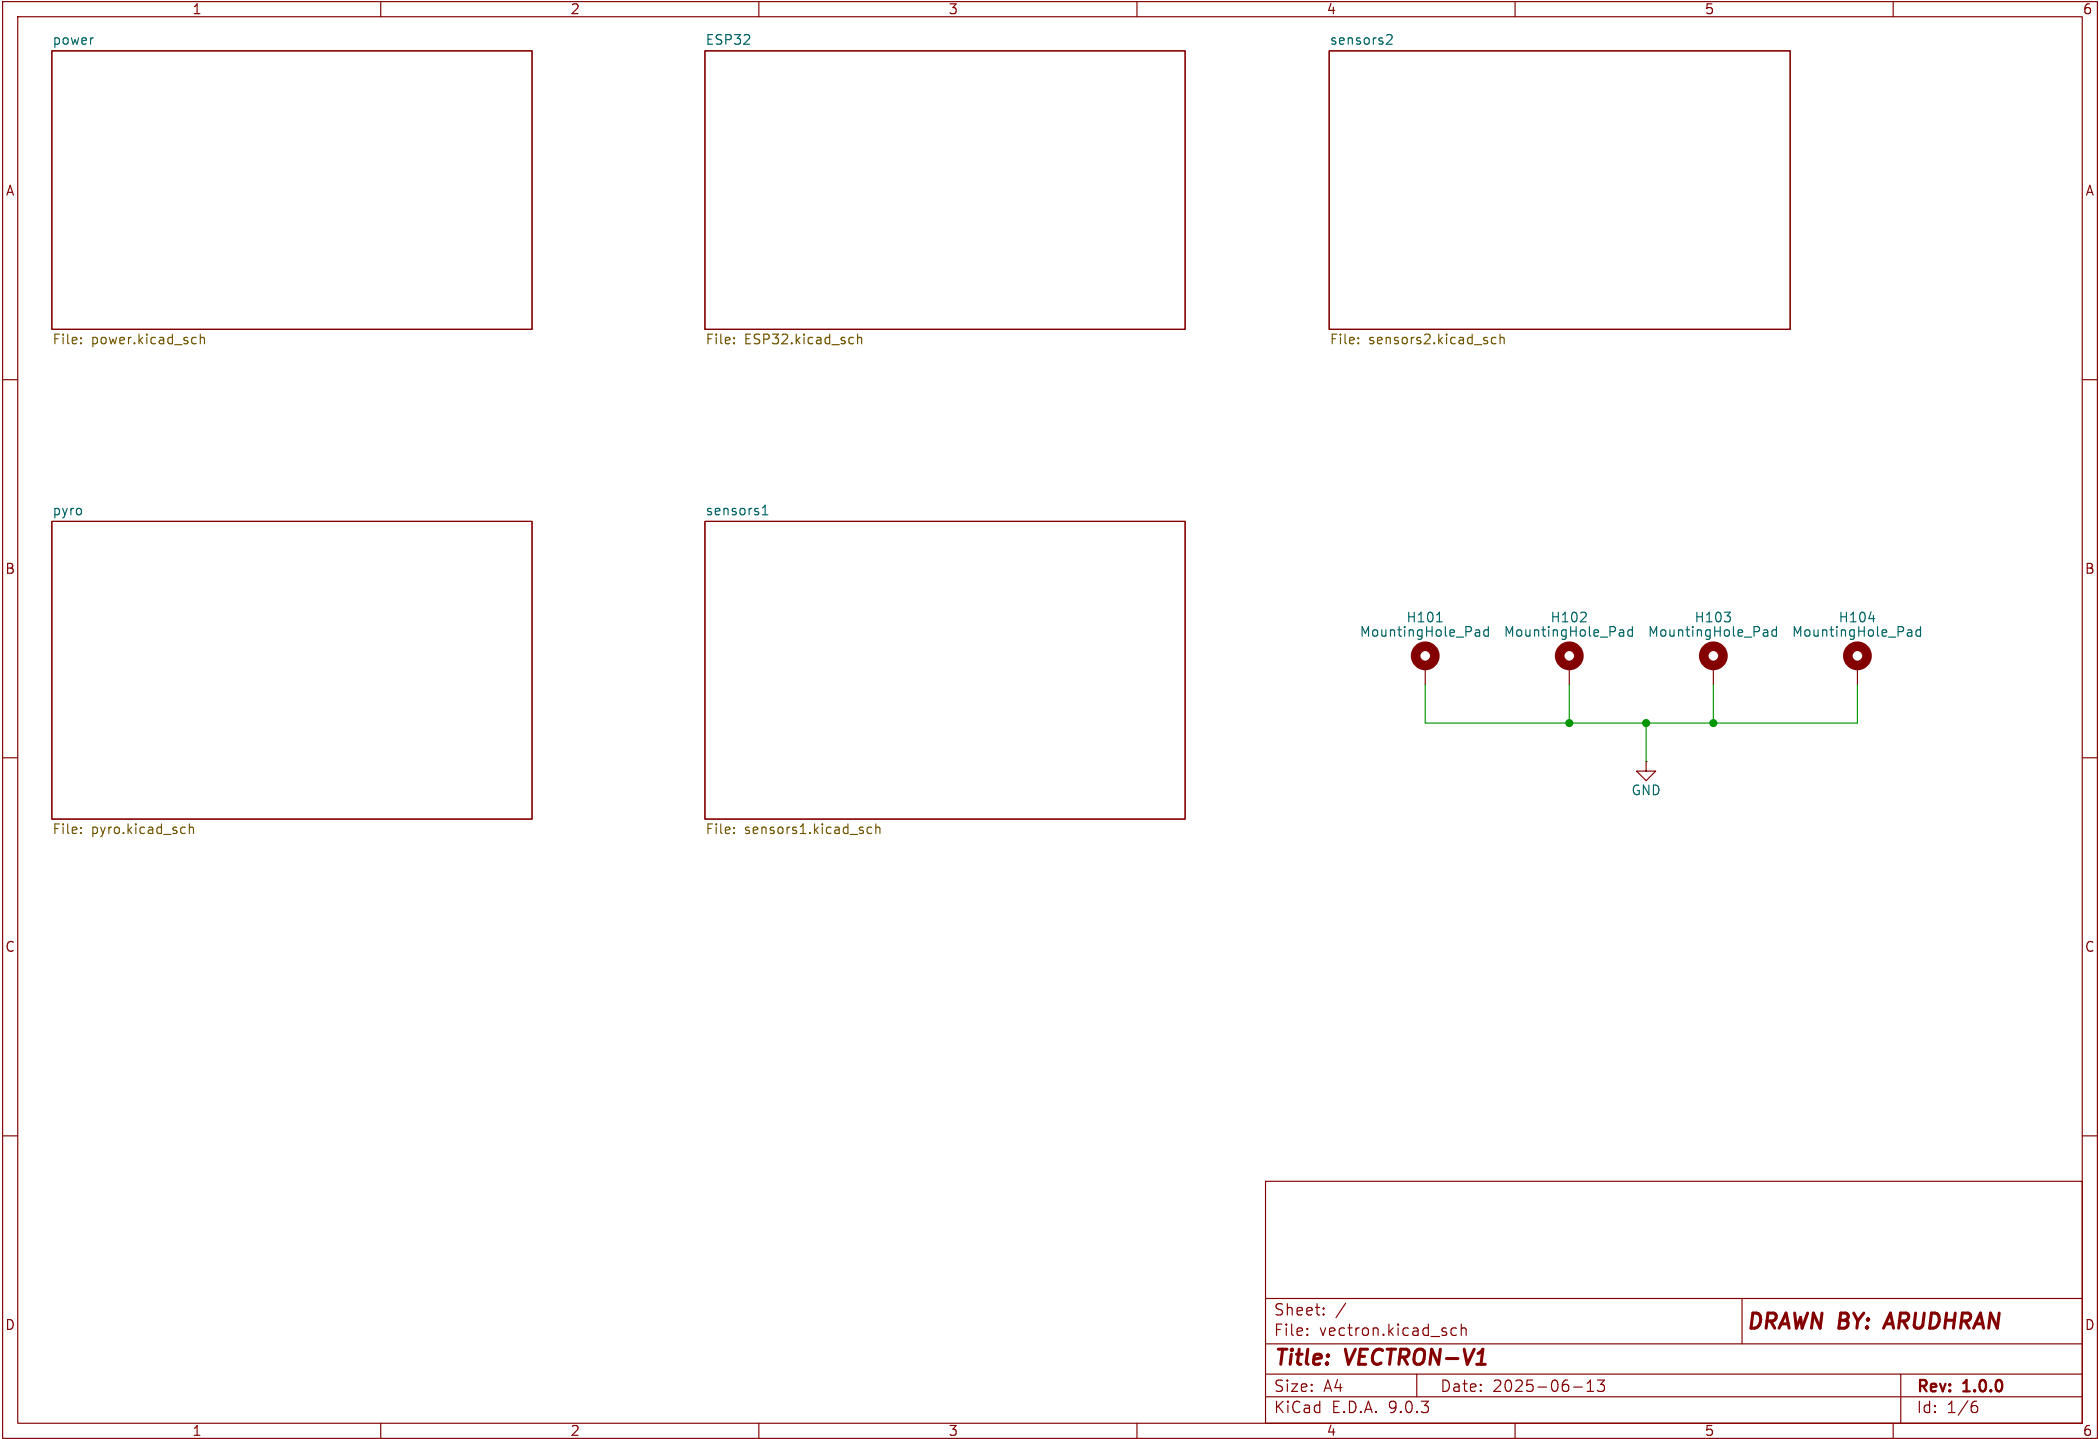 1 2 3 4 5 6
power ESP32 sensors2
A A
File: power.kicad_sch File: ESP32.kicad_sch File: sensors2.kicad_sch
pyro sensors1
B B
H101 H102 H103 H104
MountingHole_Pad MountingHole_Pad MountingHole_Pad MountingHole_Pad
GND
File: pyro.kicad_sch File: sensors1.kicad_sch
C C
Sheet: /
File: vectron.kicad_sch
DRAWN BY: ARUDHRAN
D D
Title: VECTRON-V1
Size: A4 Date: 2025-06-13 Rev: 1.0.0
KiCad E.D.A. 9.0.3 Id: 1/6
1 2 3 4 5 6